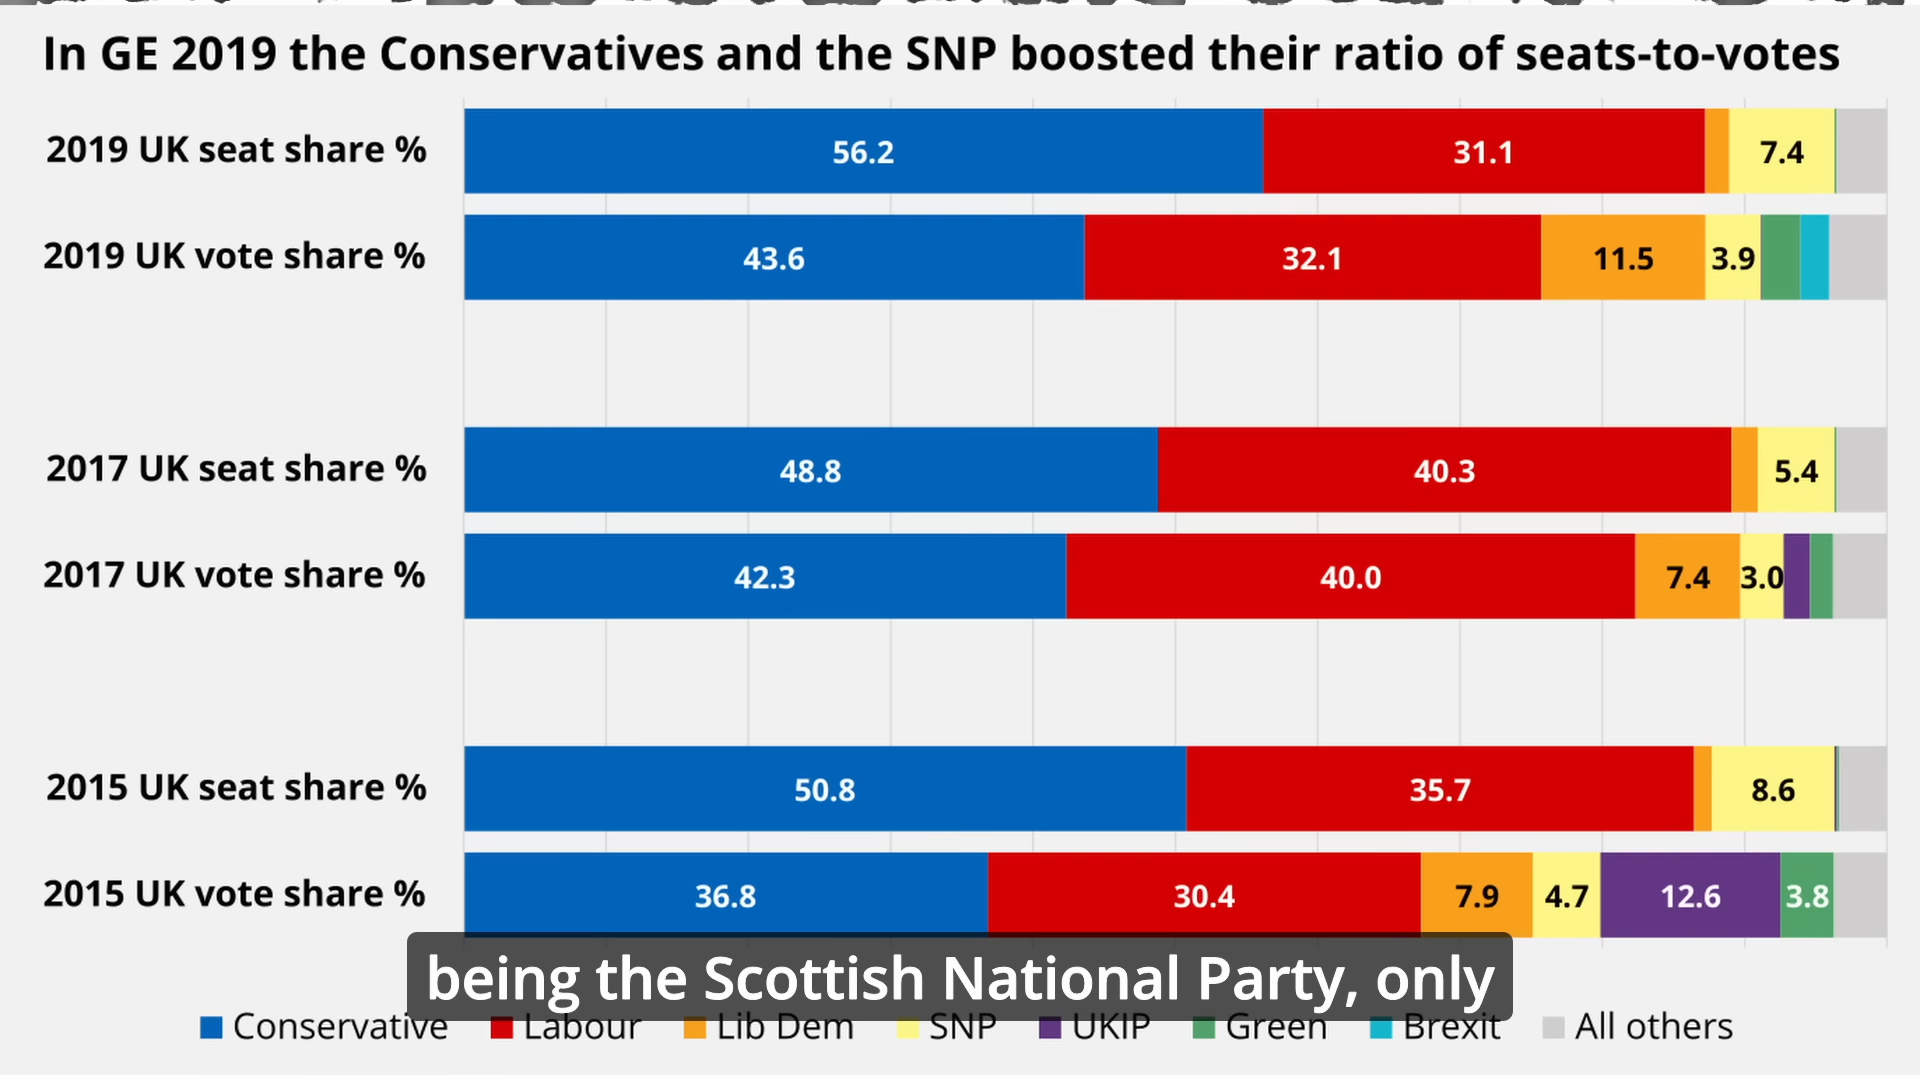 In GE 2019 the Conservatives and the SNP boosted their ratio of seats-to-votes
2019 UK seat share % 56.2 31.1 7.4
2019 UK vote share % 43.6 32.1 11.5 3.9
2017 UK seat share % 48.8 40.3 5.4
2017 UK vote share % 42.3 40.0 7.4 3.0
2015 UK seat share % 50.8 35.7 8.6
2015 UK vote share % 36.8 30.4 7.9 4.7 12.6 3.8
being the Scottish National Party, only
Conservative Labour Lib Dem SNP UKIP Green Brexit All others